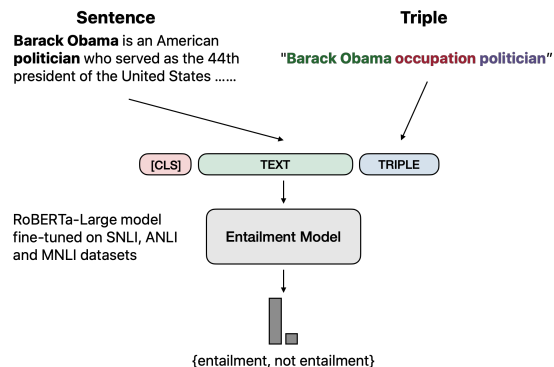 Sentence
Triple
Barack Obama is an American
politician who served as the 44th
president of the United States ......
"Barack Obama occupation politician"
[CLS]
TEXT
TRIPLE
RoBERTa-Large model
fine-tuned on SNLI, ANLI
and MNLI datasets
Entailment Model
{entailment, not entailment}